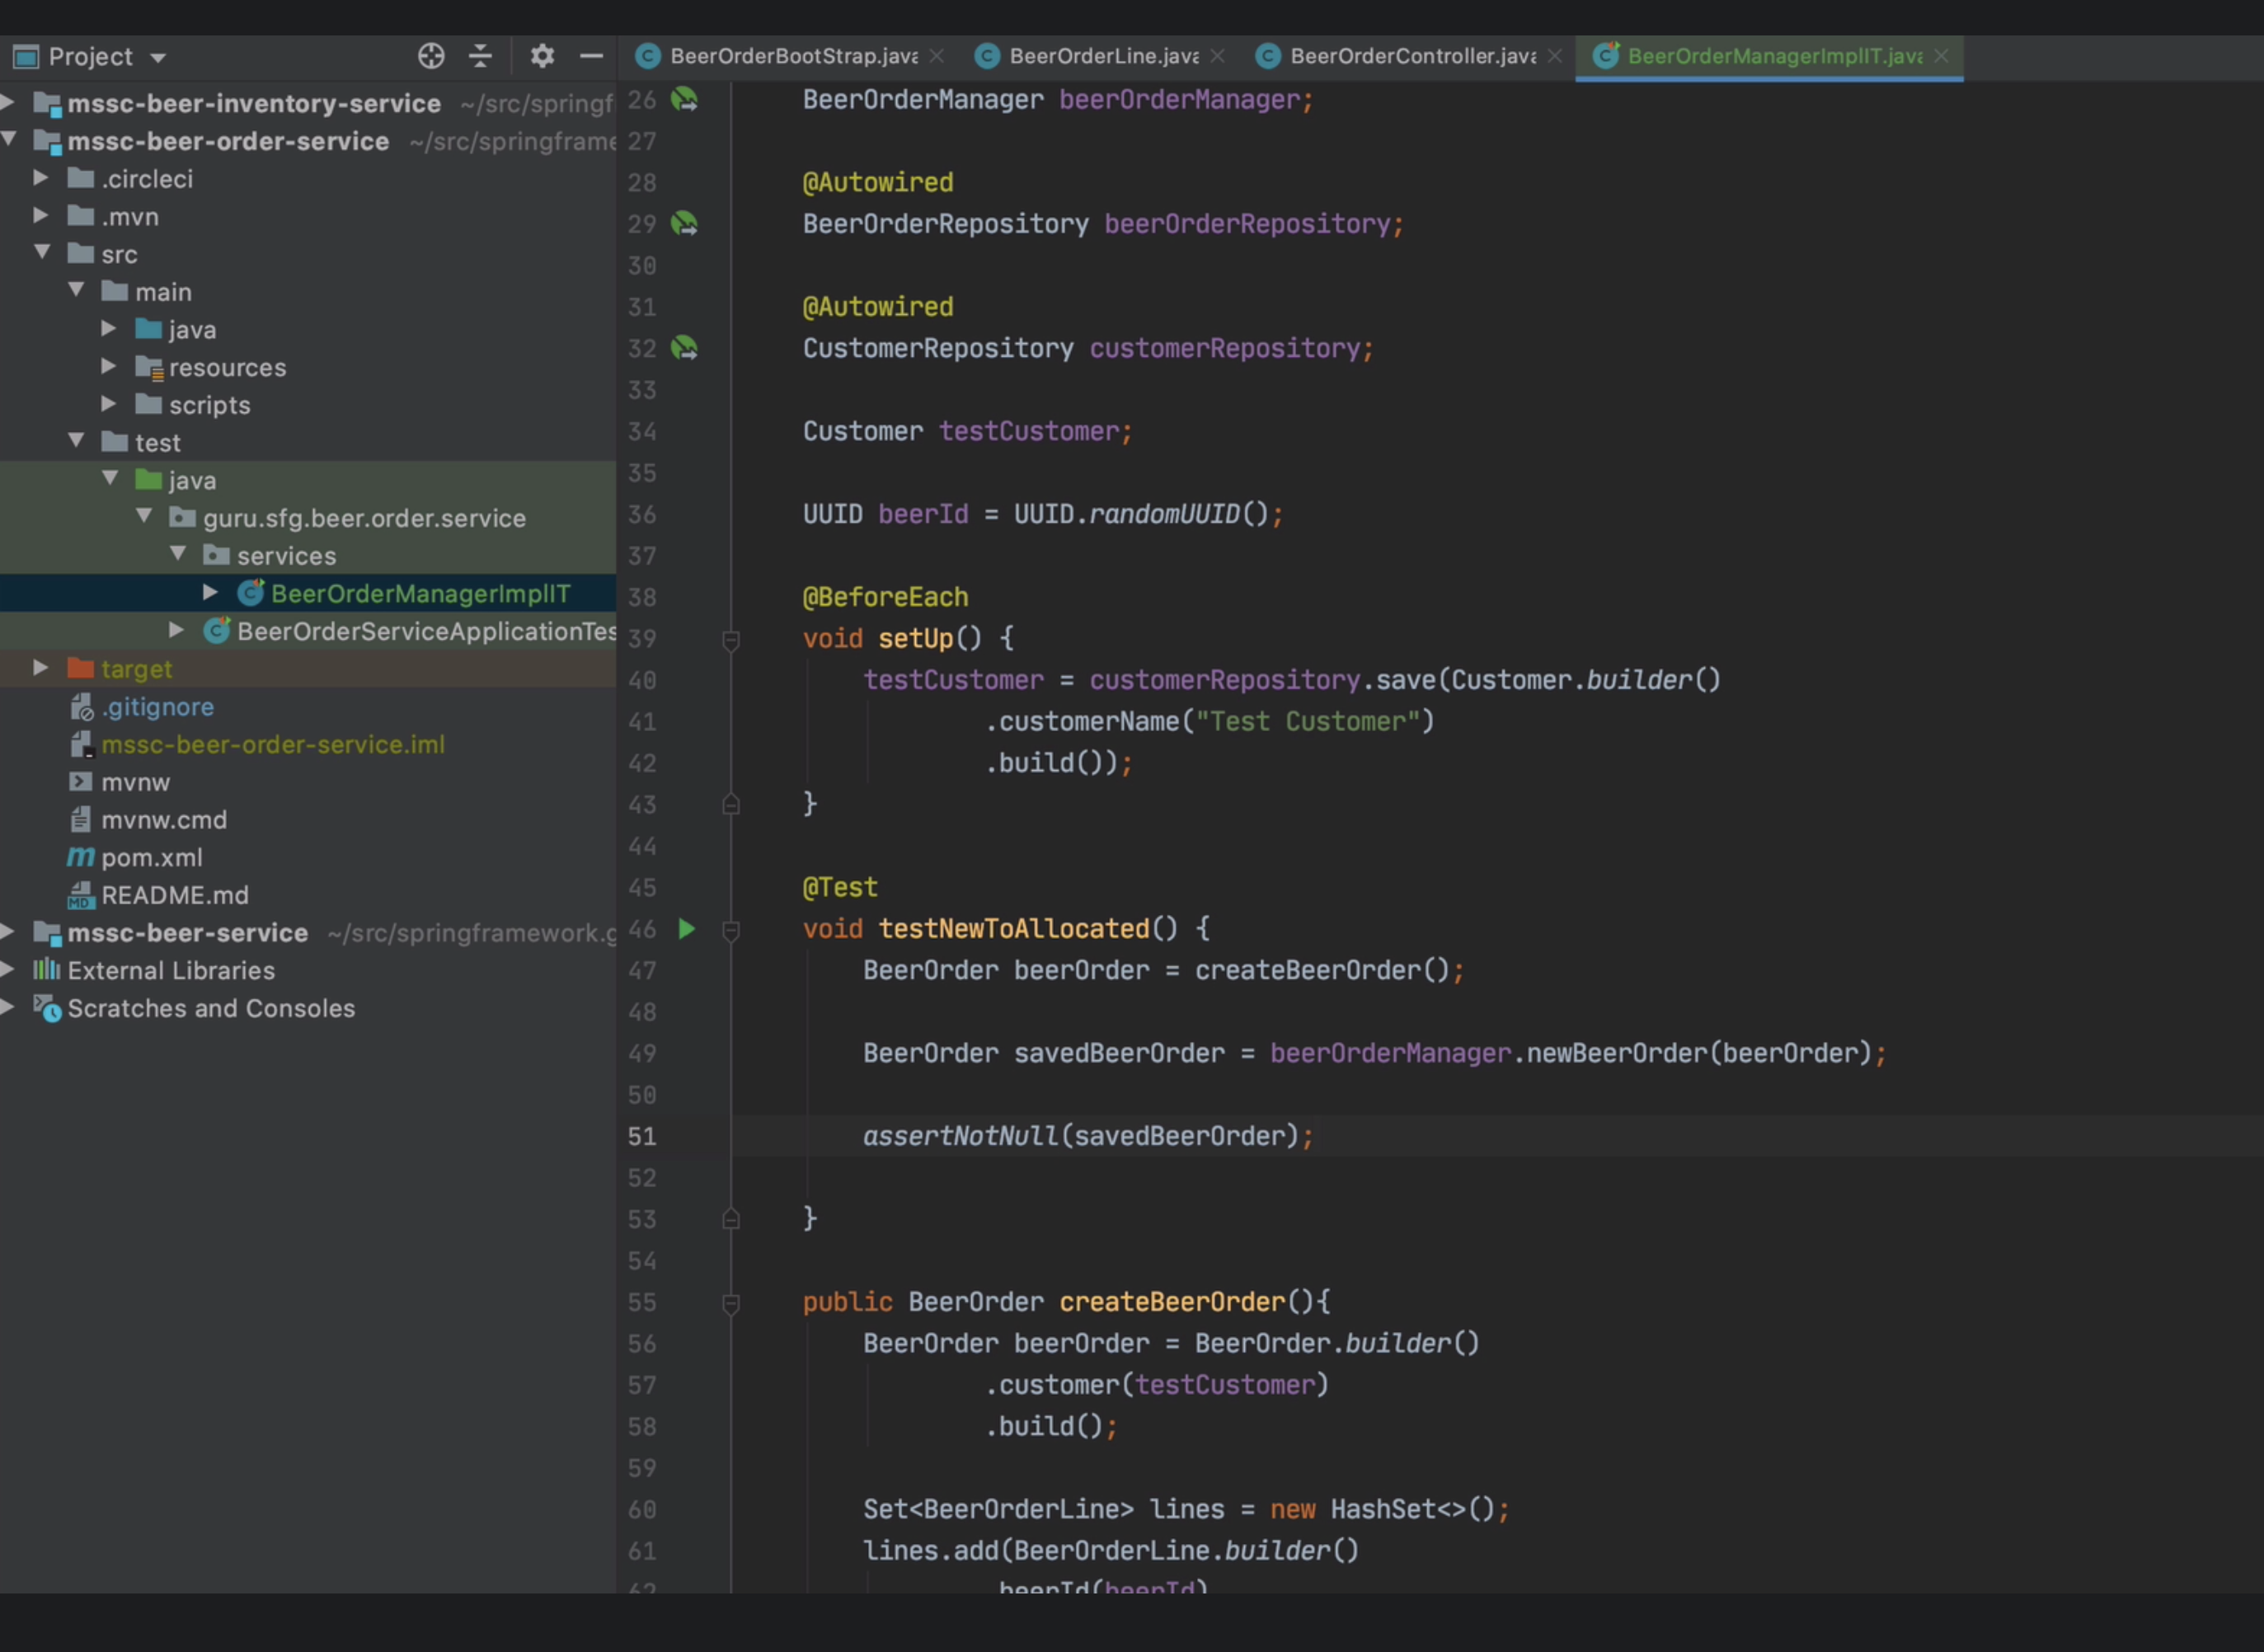 Project
BeerOrderBootStrap.java
BeerOrderLine.java
BeerOrderController.java
BeerOrderManagerImplIT.java
mssc-beer-inventory-service ~/src/springf
mssc-beer-order-service ~/src/springframe
.circleci
.mvn
src
main
java
resources
scripts
test
java
guru.sfg.beer.order.service
services
BeerOrderManagerImplIT
BeerOrderServiceApplicationTes
target
.gitignore
mssc-beer-order-service.iml
mvnw
mvnw.cmd
pom.xml
README.md
mssc-beer-service ~/src/springframework.g
External Libraries
Scratches and Consoles
26 BeerOrderManager beerOrderManager;
27
28 @Autowired
29 BeerOrderRepository beerOrderRepository;
30
31 @Autowired
32 CustomerRepository customerRepository;
33
34 Customer testCustomer;
35
36 UUID beerId = UUID.randomUUID();
37
38 @BeforeEach
39 void setUp() {
40 testCustomer = customerRepository.save(Customer.builder()
41 .customerName("Test Customer")
42 .build());
43 }
44
45 @Test
46 void testNewToAllocated() {
47 BeerOrder beerOrder = createBeerOrder();
48
49 BeerOrder savedBeerOrder = beerOrderManager.newBeerOrder(beerOrder);
50
51 assertNotNull(savedBeerOrder);
52
53 }
54
55 public BeerOrder createBeerOrder(){
56 BeerOrder beerOrder = BeerOrder.builder()
57 .customer(testCustomer)
58 .build();
59
60 Set<BeerOrderLine> lines = new HashSet<>();
61 lines.add(BeerOrderLine.builder()
62 .beerId(beerId)